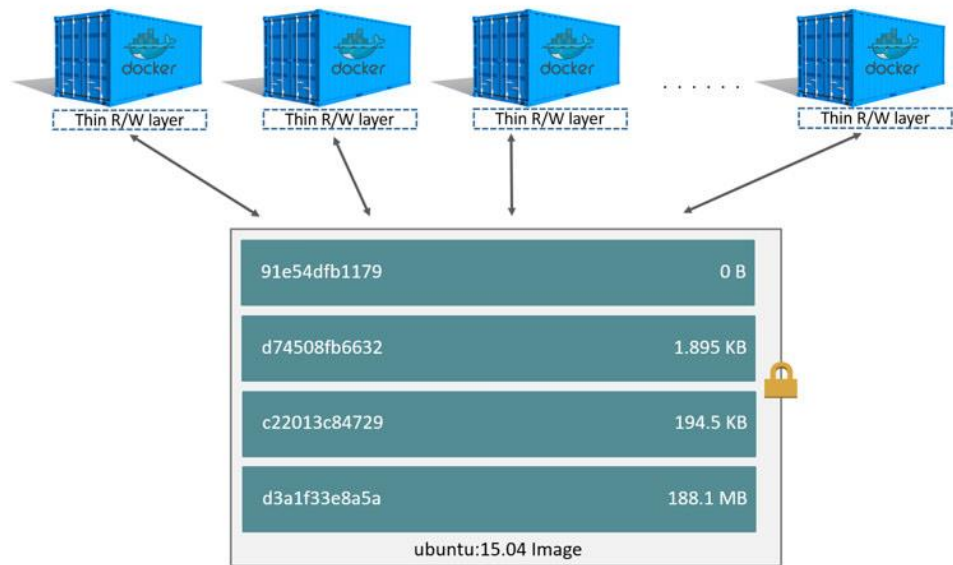 docker
docker
docker
docker
. . . . . .
Thin R/W layer
Thin R/W layer
Thin R/W layer
Thin R/W layer
91e54dfb1179 0 B
d74508fb6632 1.895 KB
c22013c84729 194.5 KB
d3a1f33e8a5a 188.1 MB
ubuntu:15.04 Image